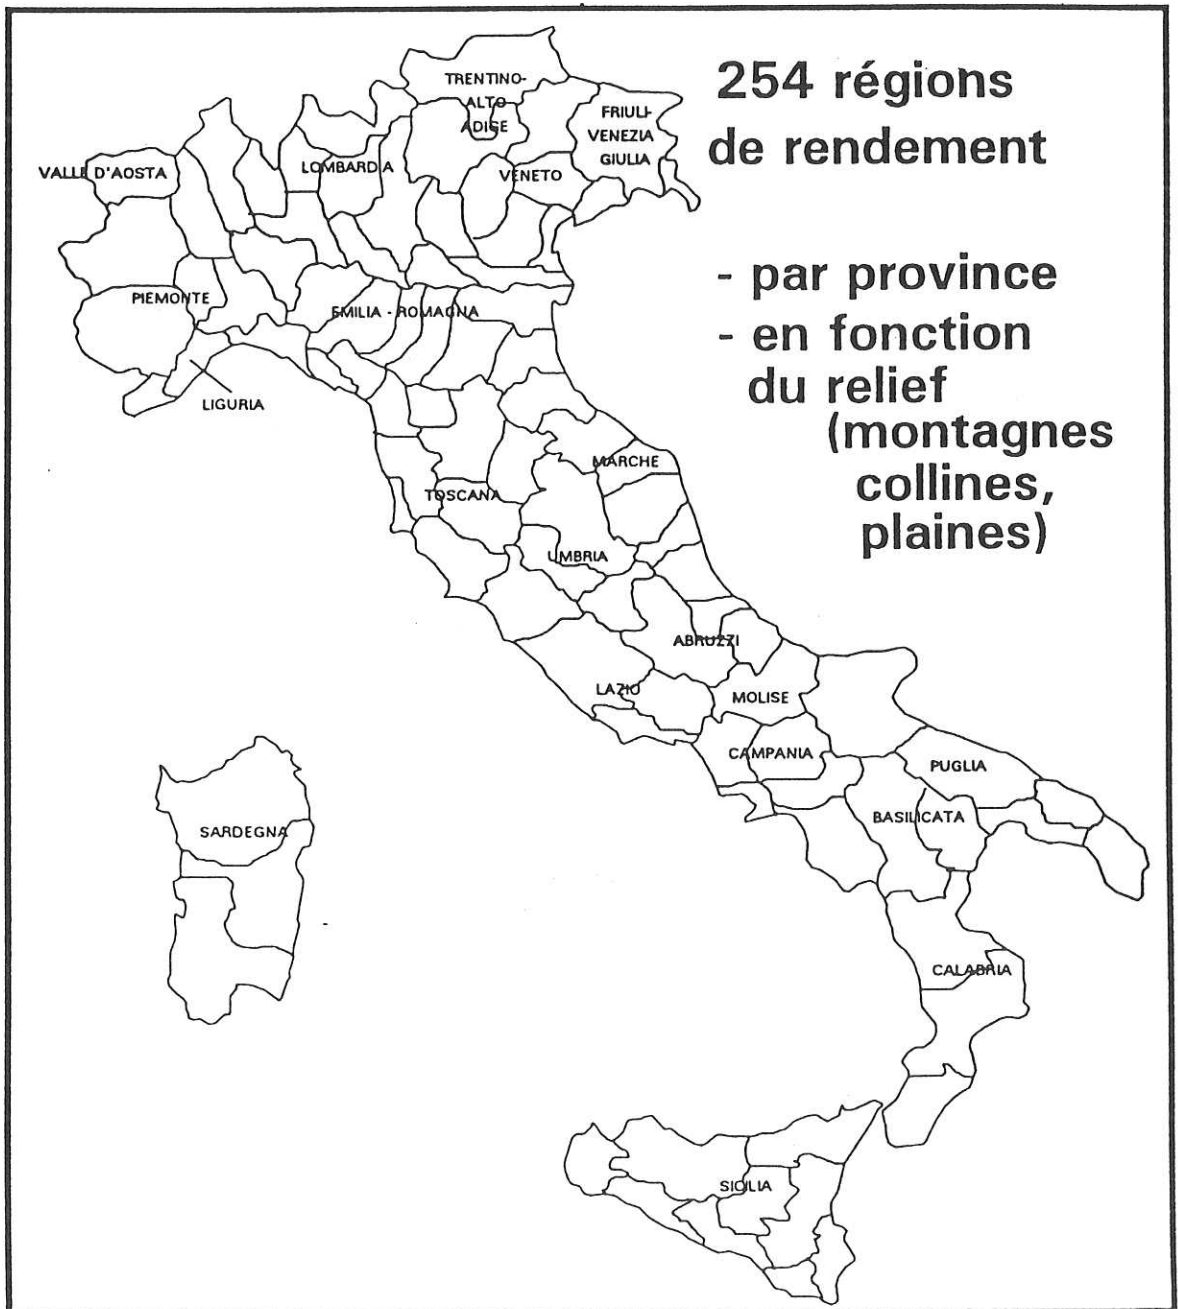 254 régions
de rendement
- par province
- en fonction
du relief
(montagnes
collines,
plaines)
TRENTINO-
ALTO
ADIGE
FRIULI-
VENEZIA
GIULIA
VALLE D'AOSTA
LOMBARDIA
VENETO
PIEMONTE
EMILIA - ROMAGNA
LIGURIA
MARCHE
TOSCANA
UMBRIA
ABRUZZI
LAZIO
MOLISE
CAMPANIA
PUGLIA
BASILICATA
SARDEGNA
CALABRIA
SICILIA